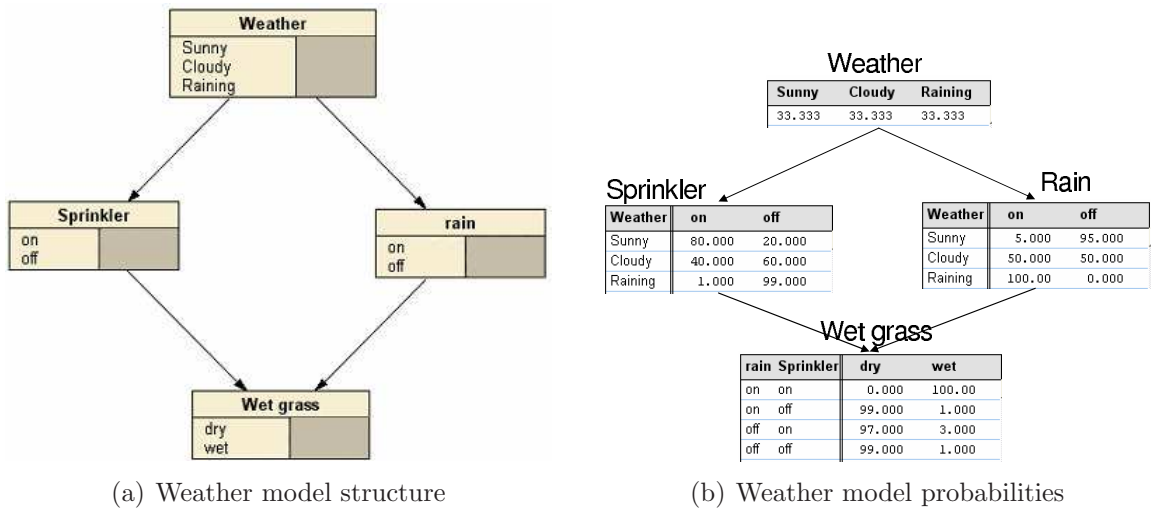 Weather
Sunny
Cloudy
Raining
Sprinkler
on
off
rain
on
off
Wet grass
dry
wet
(a) Weather model structure
Weather
Sunny Cloudy Raining
33.333 33.333 33.333
Sprinkler
Weather on off
Sunny 80.000 20.000
Cloudy 40.000 60.000
Raining 1.000 99.000
Rain
Weather on off
Sunny 5.000 95.000
Cloudy 50.000 50.000
Raining 100.00 0.000
Wet grass
rain Sprinkler dry wet
on on 0.000 100.00
on off 99.000 1.000
off on 97.000 3.000
off off 99.000 1.000
(b) Weather model probabilities